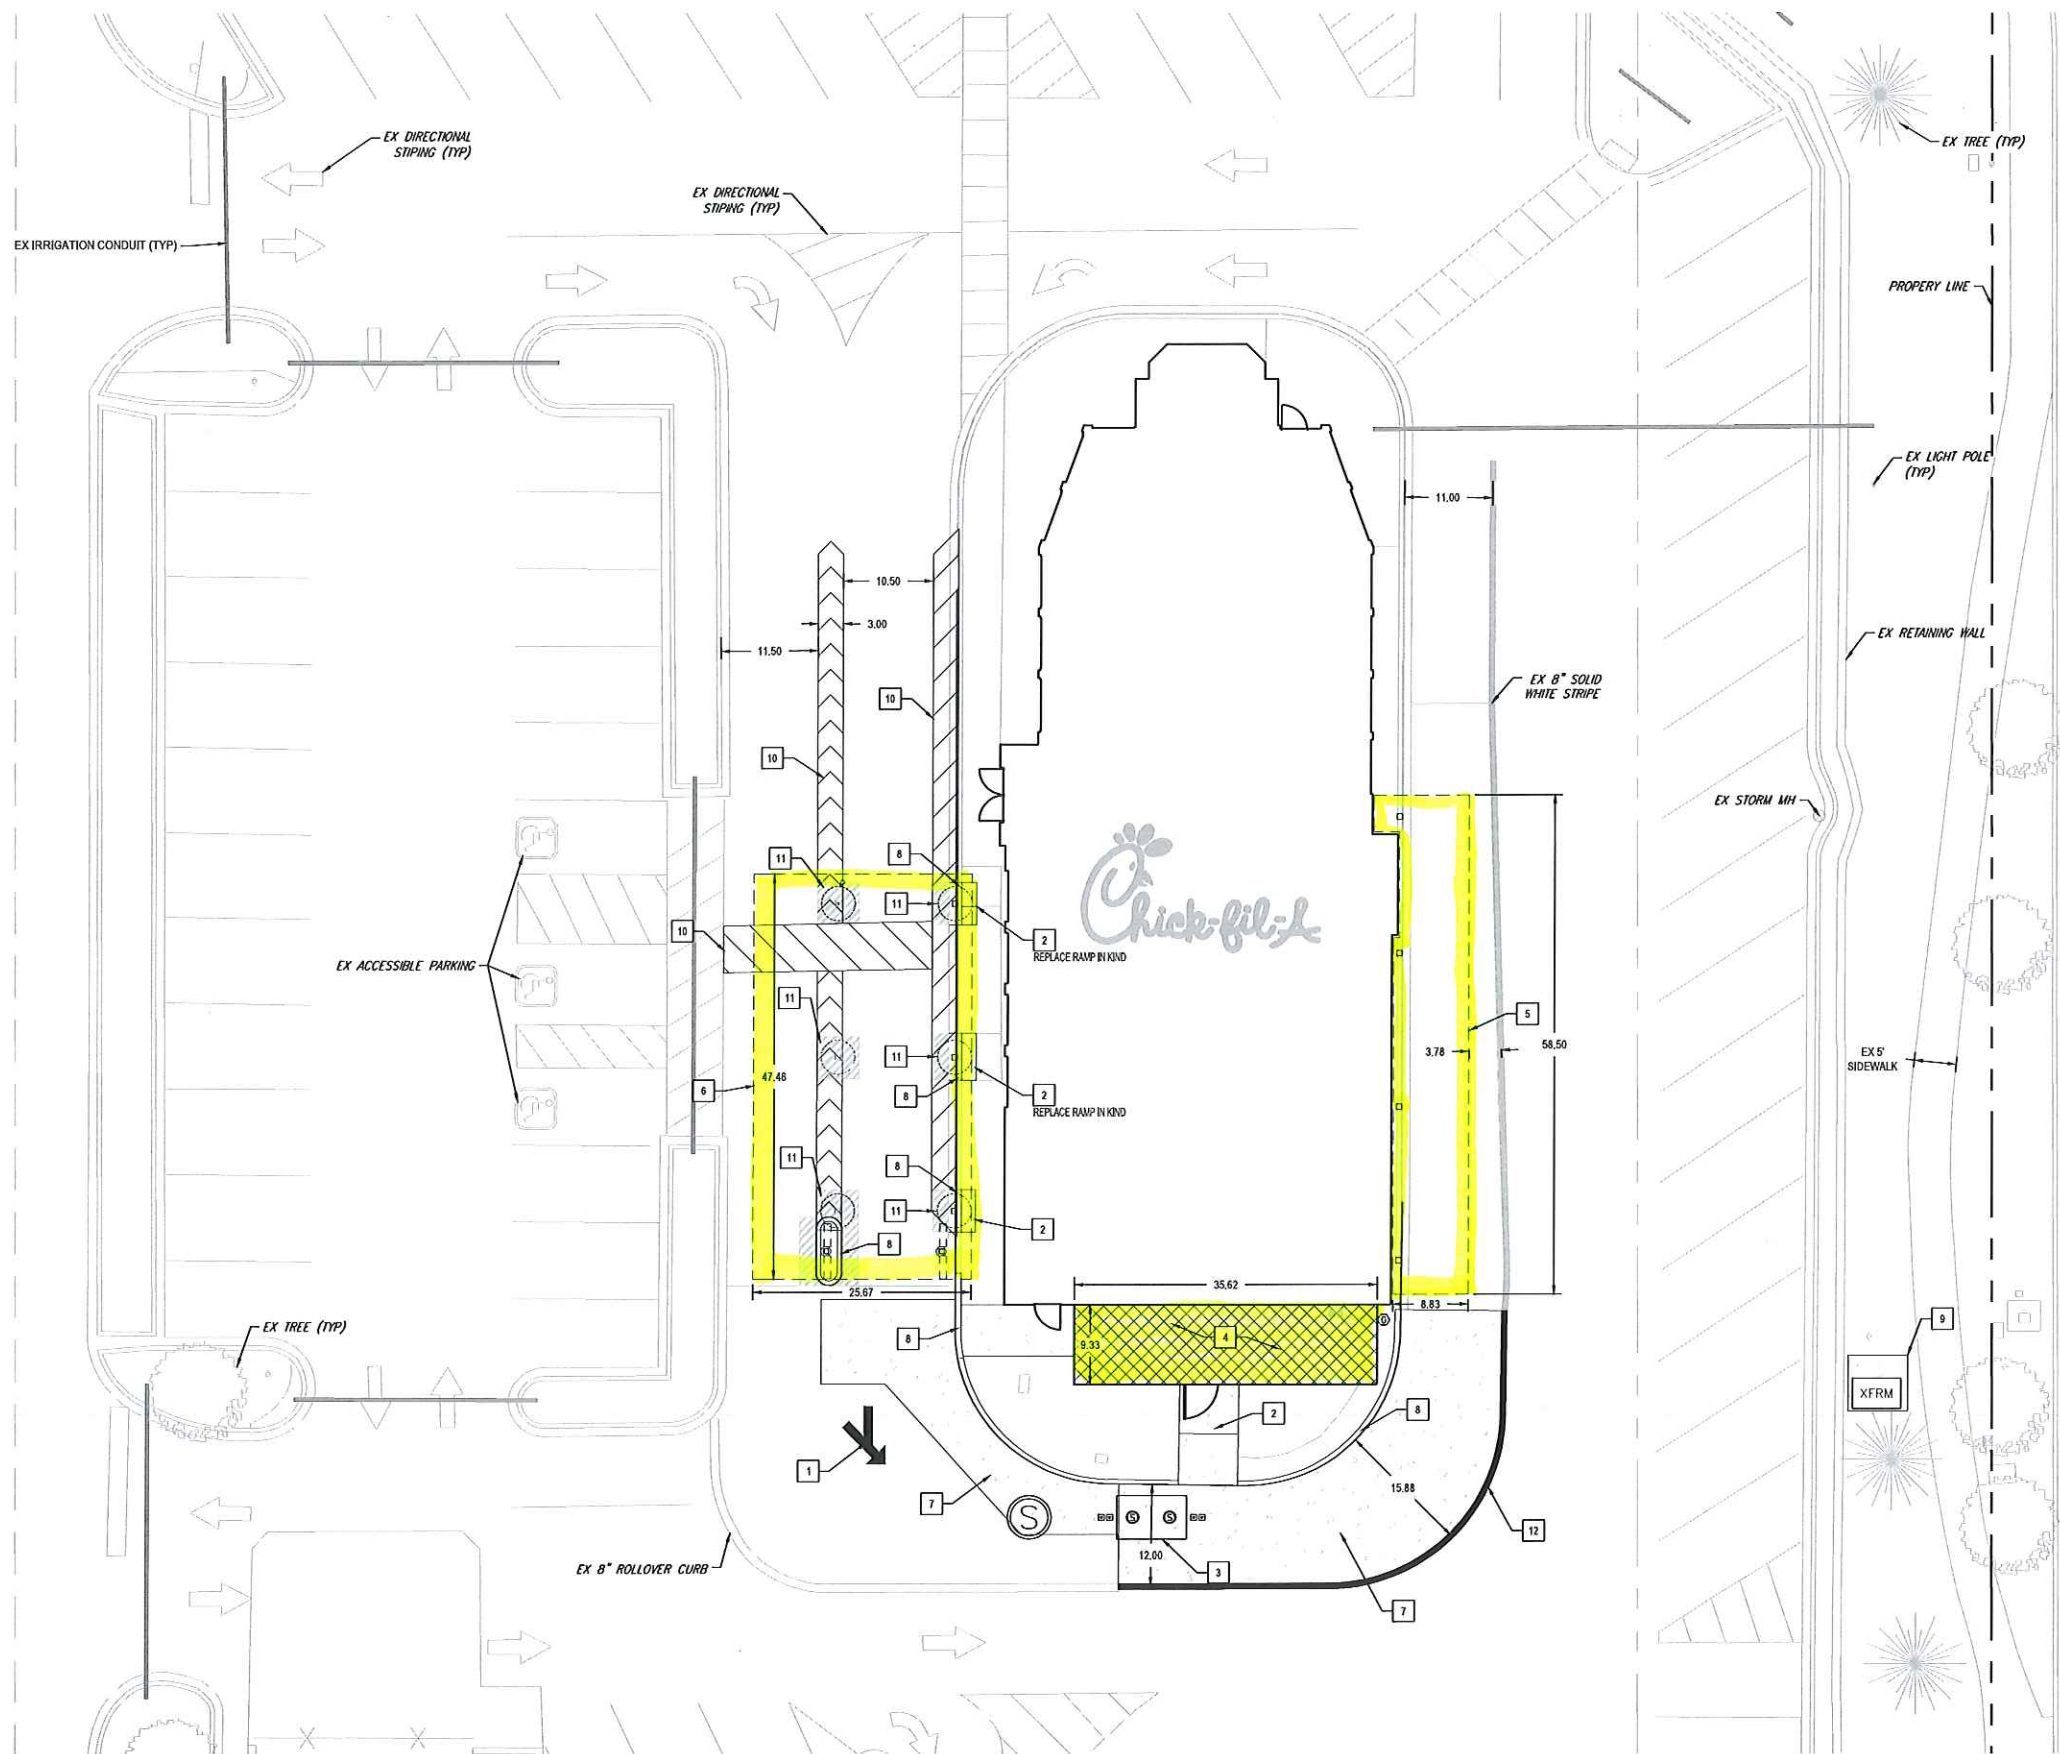 EX DIRECTIONAL
STIPING (TYP)
EX TREE (TYP)
EX DIRECTIONAL
STIPING (TYP)
EX IRRIGATION CONDUIT (TYP)
PROPERY LINE
EX LIGHT POLE
(TYP)
11.00
10.50
3.00
11.50
EX RETAINING WALL
EX 8" SOLID
WHITE STRIPE
10
10
EX STORM MH
8
11
11
Chick-fil-A
10
2
REPLACE RAMP IN KIND
EX ACCESSIBLE PARKING
11
5
11
3.78
58.50
EX 5'
SIDEWALK
47.46
6
8
2
REPLACE RAMP IN KIND
11
8
11
2
8
35.62
25.67
8.83
9
EX TREE (TYP)
8
9.33
4
XFRM
2
8
1
15.88
7
S
S
S
12
12.00
EX 8" ROLLOVER CURB
3
7